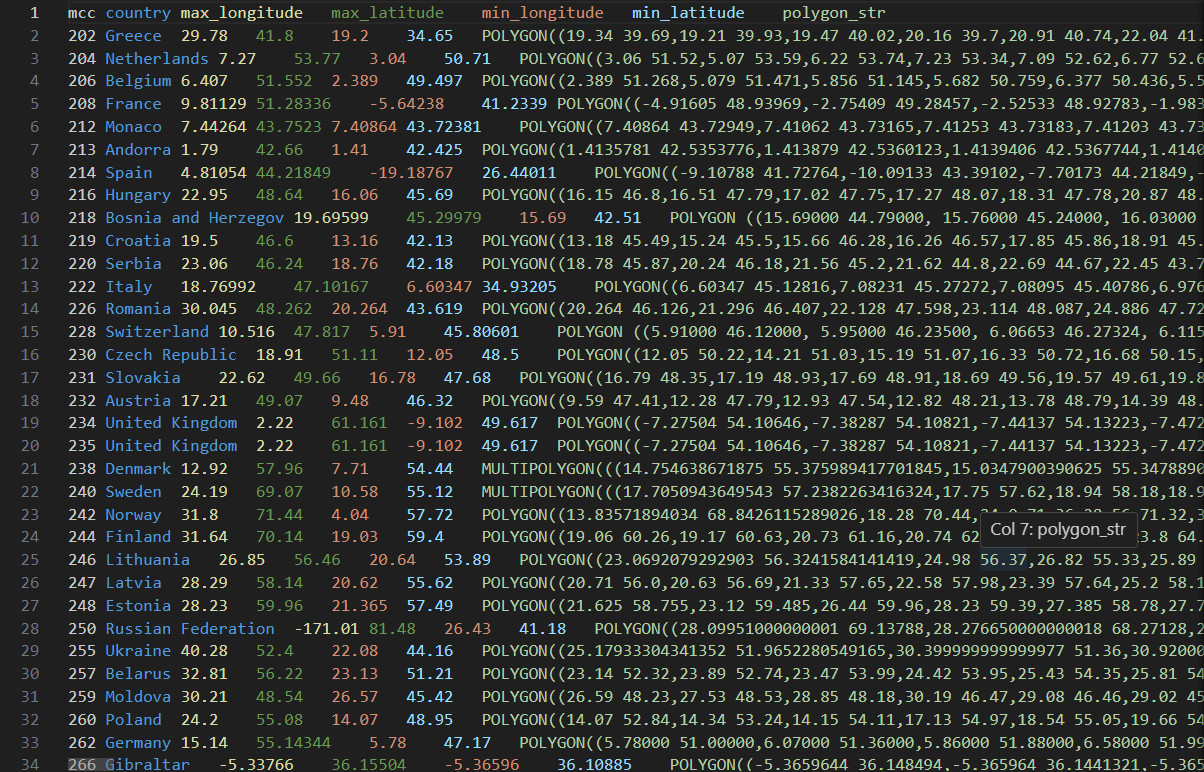 1 mcc country max_longitude max_latitude min_longitude min_latitude polygon_str
2 202 Greece 29.78 41.8 19.2 34.65 POLYGON((19.34 39.69,19.21 39.93,19.47 40.02,20.16 39.7,20.91 40.74,22.04 41.
3 204 Netherlands 7.27 53.77 3.04 50.71 POLYGON((3.06 51.52,5.07 53.59,6.22 53.74,7.23 53.34,7.09 52.62,6.77 52.6
4 206 Belgium 6.407 51.552 2.389 49.497 POLYGON((2.389 51.268,5.079 51.471,5.856 51.145,5.682 50.759,6.377 50.436,5.5
5 208 France 9.81129 51.28336 -5.64238 41.2339 POLYGON((-4.91605 48.93969,-2.75409 49.28457,-2.52533 48.92783,-1.983
6 212 Monaco 7.44264 43.7523 7.40864 43.72381 POLYGON((7.40864 43.72949,7.41062 43.73165,7.41253 43.73183,7.41203 43.73
7 213 Andorra 1.79 42.66 1.41 42.425 POLYGON((1.4135781 42.5353776,1.413879 42.5360123,1.4139406 42.5367744,1.4140
8 214 Spain 4.81054 44.21849 -19.18767 26.44011 POLYGON((-9.10788 41.72764,-10.09133 43.39102,-7.70173 44.21849,-
9 216 Hungary 22.95 48.64 16.06 45.69 POLYGON((16.15 46.8,16.51 47.79,17.02 47.75,17.27 48.07,18.31 47.78,20.87 48.
10 218 Bosnia and Herzegov 19.69599 45.29979 15.69 42.51 POLYGON ((15.69000 44.79000, 15.76000 45.24000, 16.03000
11 219 Croatia 19.5 46.6 13.16 42.13 POLYGON((13.18 45.49,15.24 45.5,15.66 46.28,16.26 46.57,17.85 45.86,18.91 45.
12 220 Serbia 23.06 46.24 18.76 42.18 POLYGON((18.78 45.87,20.24 46.18,21.56 45.2,21.62 44.8,22.69 44.67,22.45 43.7
13 222 Italy 18.76992 47.10167 6.60347 34.93205 POLYGON((6.60347 45.12816,7.08231 45.27272,7.08095 45.40786,6.976
14 226 Romania 30.045 48.262 20.264 43.619 POLYGON((20.264 46.126,21.296 46.407,22.128 47.598,23.114 48.087,24.886 47.72
15 228 Switzerland 10.516 47.817 5.91 45.80601 POLYGON ((5.91000 46.12000, 5.95000 46.23500, 6.06653 46.27324, 6.115
16 230 Czech Republic 18.91 51.11 12.05 48.5 POLYGON((12.05 50.22,14.21 51.03,15.19 51.07,16.33 50.72,16.68 50.15,
17 231 Slovakia 22.62 49.66 16.78 47.68 POLYGON((16.79 48.35,17.19 48.93,17.69 48.91,18.69 49.56,19.57 49.61,19.8
18 232 Austria 17.21 49.07 9.48 46.32 POLYGON((9.59 47.41,12.28 47.79,12.93 47.54,12.82 48.21,13.78 48.79,14.39 48.
19 234 United Kingdom 2.22 61.161 -9.102 49.617 POLYGON((-7.27504 54.10646,-7.38287 54.10821,-7.44137 54.13223,-7.472
20 235 United Kingdom 2.22 61.161 -9.102 49.617 POLYGON((-7.27504 54.10646,-7.38287 54.10821,-7.44137 54.13223,-7.472
21 238 Denmark 12.92 57.96 7.71 54.44 MULTIPOLYGON(((14.754638671875 55.375989417701845,15.0347900390625 55.3478890
22 240 Sweden 24.19 69.07 10.58 55.12 MULTIPOLYGON(((17.7050943649543 57.2382263416324,17.75 57.62,18.94 58.18,18.9
23 242 Norway 31.8 71.44 4.04 57.72 POLYGON((13.83571894034 68.8426115289026,18.28 70.44, 71.32,3
24 244 Finland 31.64 70.14 19.03 59.4 POLYGON((19.06 60.26,19.17 60.63,20.73 61.16,20.74 62 3.8 64.
Col 7: polygon_str
25 246 Lithuania 26.85 56.46 20.64 53.89 POLYGON((23.0692079292903 56.3241584141419,24.98 56.37,26.82 55.33,25.89
26 247 Latvia 28.29 58.14 20.62 55.62 POLYGON((20.71 56.0,20.63 56.69,21.33 57.65,22.58 57.98,23.39 57.64,25.2 58.1
27 248 Estonia 28.23 59.96 21.365 57.49 POLYGON((21.625 58.755,23.12 59.485,26.44 59.96,28.23 59.39,27.385 58.78,27.7
28 250 Russian Federation -171.01 81.48 26.43 41.18 POLYGON((28.09951000000001 69.13788,28.276650000000018 68.27128,2
29 255 Ukraine 40.28 52.4 22.08 44.16 POLYGON((25.17933304341352 51.9652280549165,30.399999999999977 51.36,30.92000
30 257 Belarus 32.81 56.22 23.13 51.21 POLYGON((23.14 52.32,23.89 52.74,23.47 53.99,24.42 53.95,25.43 54.35,25.81 54
31 259 Moldova 30.21 48.54 26.57 45.42 POLYGON((26.59 48.23,27.53 48.53,28.85 48.18,30.19 46.47,29.08 46.46,29.02 45
32 260 Poland 24.2 55.08 14.07 48.95 POLYGON((14.07 52.84,14.34 53.24,14.15 54.11,17.13 54.97,18.54 55.05,19.66 54
33 262 Germany 15.14 55.14344 5.78 47.17 POLYGON((5.78000 51.00000,6.07000 51.36000,5.86000 51.88000,6.58000 51.99
34 266 Gibraltar -5.33766 36.15504 -5.36596 36.10885 POLYGON((-5.3659644 36.148494,-5.365964 36.1441321,-5.365